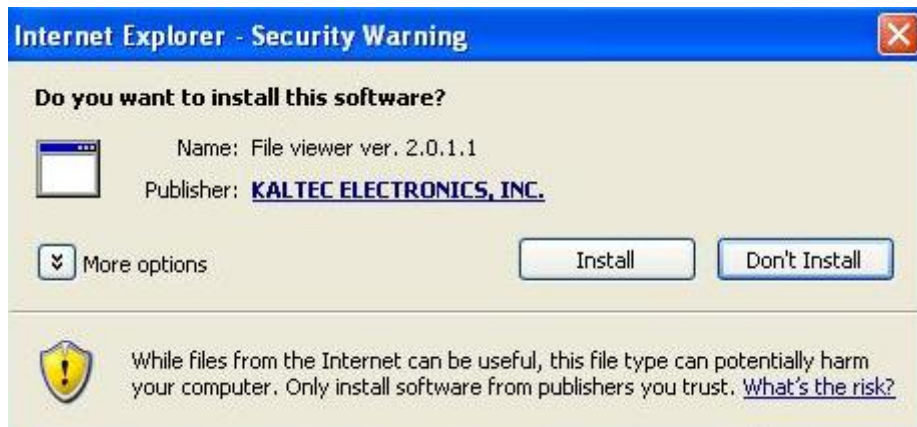 Internet Explorer - Security Warning
Do you want to install this software?
Name: File viewer ver. 2.0.1.1
Publisher: KALTEC ELECTRONICS, INC.
More options
Install
Don't Install
While files from the Internet can be useful, this file type can potentially harm
your computer. Only install software from publishers you trust. What's the risk?